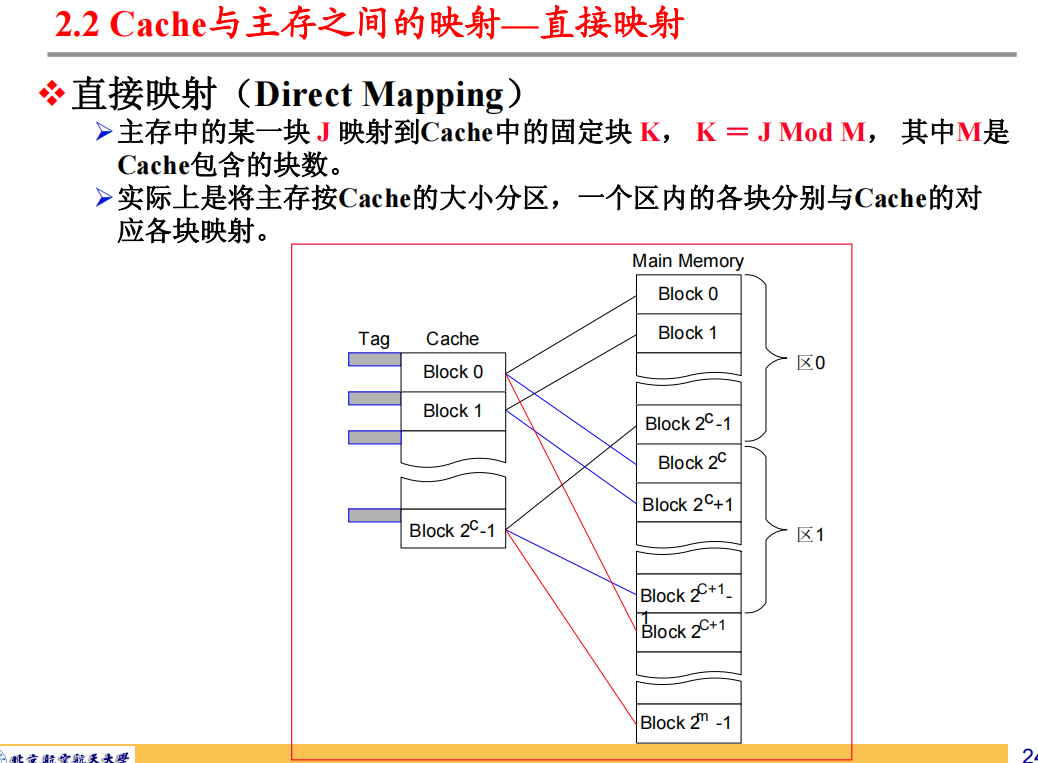 2.2 Cache与主存之间的映射—直接映射
直接映射（Direct Mapping）
主存中的某一块 J 映射到Cache中的固定块 K， K ＝ J Mod M， 其中M是
Cache包含的块数。
实际上是将主存按Cache的大小分区，一个区内的各块分别与Cache的对
应各块映射。
Main Memory
Block 0
Block 1
Tag Cache
区0
Block 0
Block 1
Block 2^C-1
Block 2^C
Block 2^C+1
Block 2^C-1
区1
Block 2^C+1-
1
Block 2^C+1
Block 2^m -1
北京航空航天大学
24